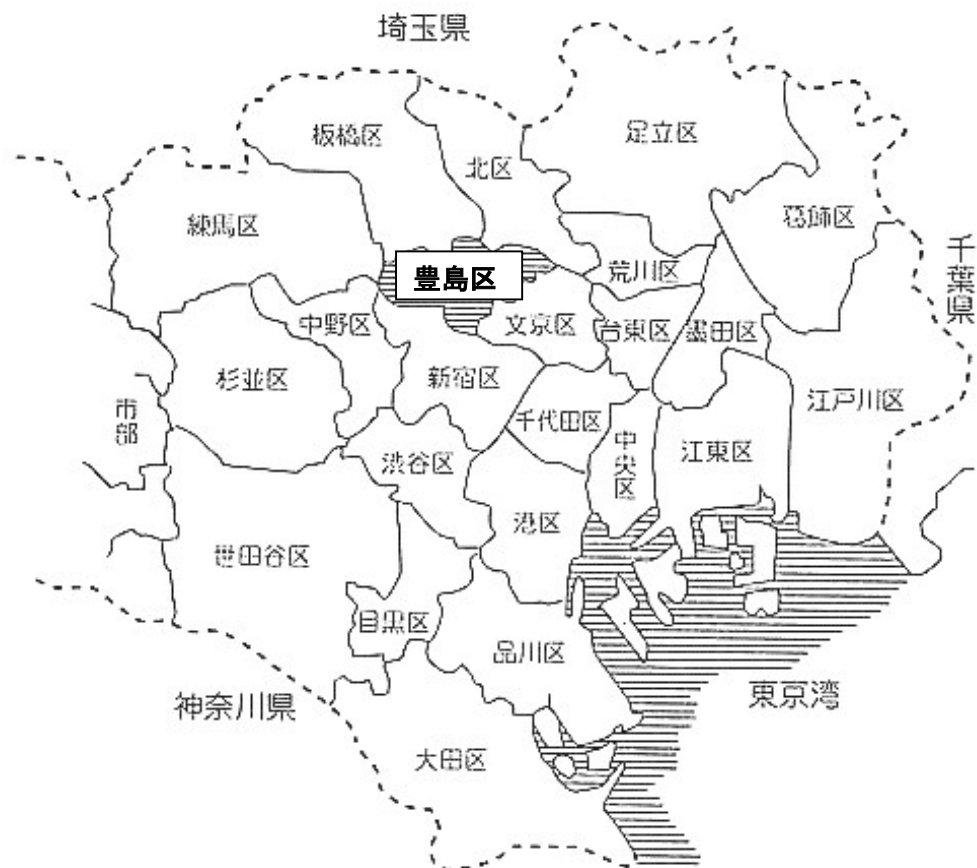 埼玉県
足立区
板橋区
北区
葛飾区
練馬区
千葉県
荒川区
豊島区
中野区
文京区
台東区
墨田区
杉並区
新宿区
江戸川区
市部
千代田区
中央区
江東区
渋谷区
港区
世田谷区
目黒区
品川区
東京湾
神奈川県
大田区